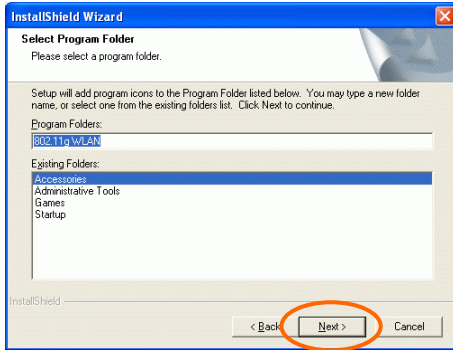 InstallShield Wizard
Select Program Folder
Please select a program folder.
Setup will add program icons to the Program Folder listed below. You may type a new folder
name, or select one from the existing folders list. Click Next to continue.
Program Folders:
802.11g WLAN
Existing Folders:
Accessories
Administrative Tools
Games
Startup
InstallShield
< Back
Next >
Cancel